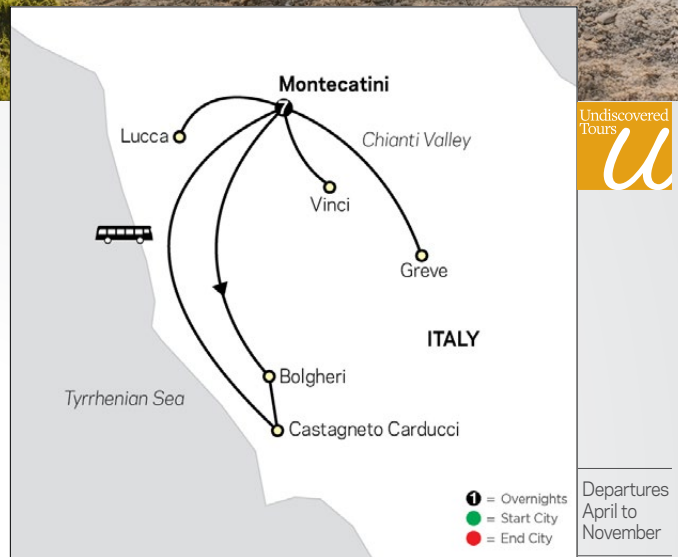 Montecatini
7
Lucca
Chianti Valley
Vinci
Greve
ITALY
Bolgheri
Tyrrhenian Sea
Castagneto Carducci
1 = Overnights
= Start City
= End City
Undiscovered
Tours
U
Departures
April to
November